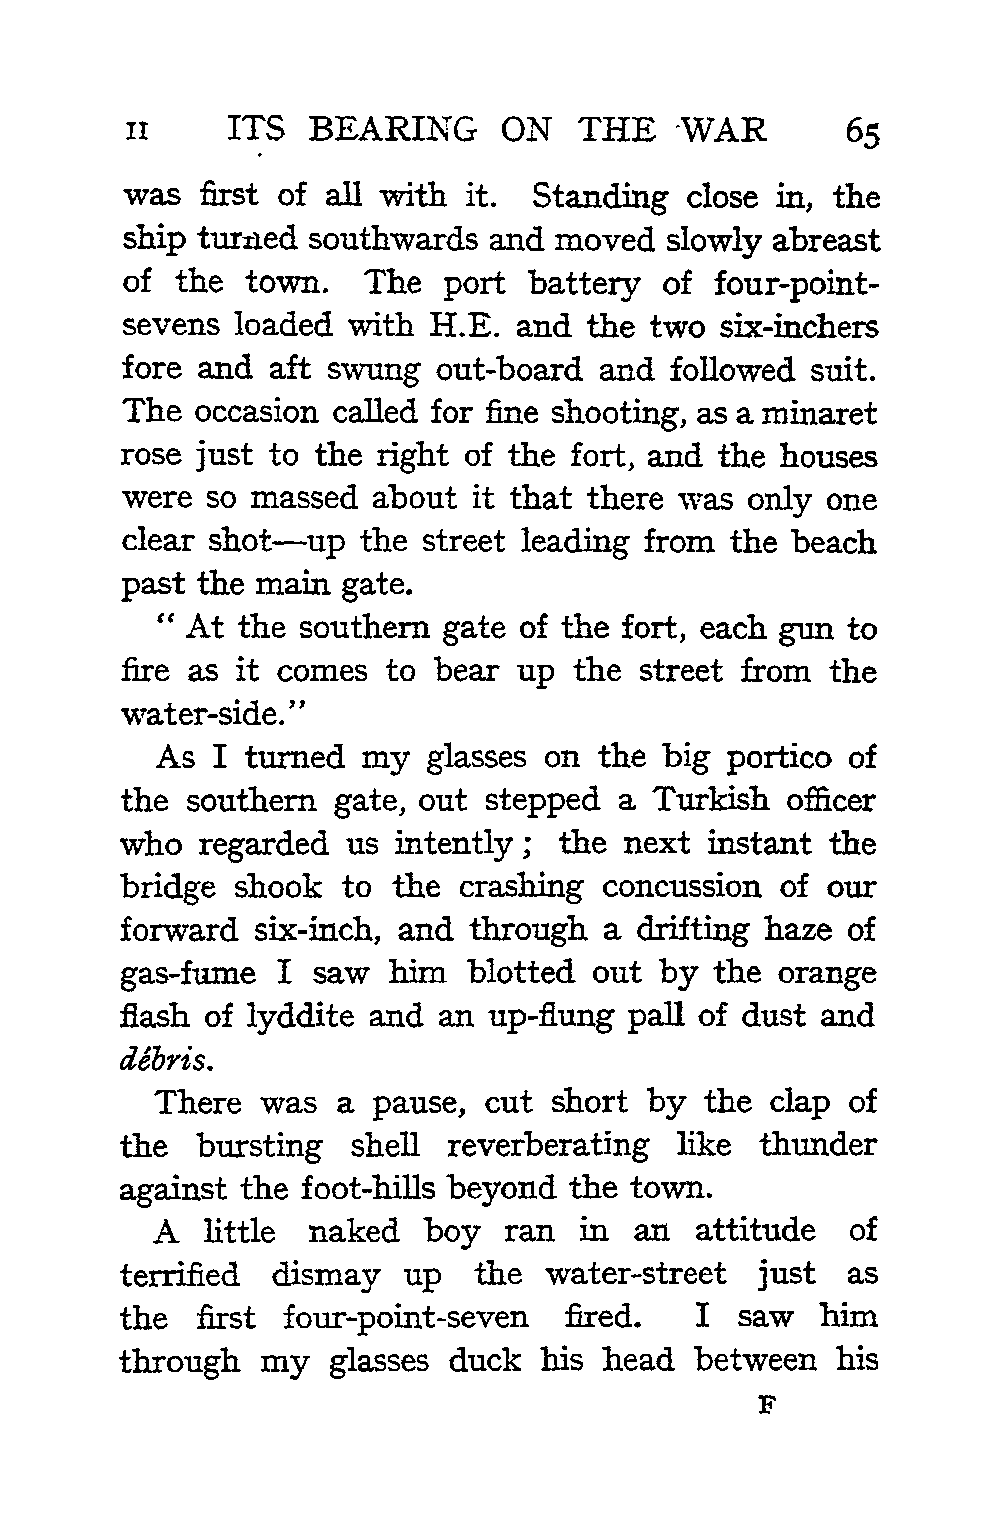 II ITS BEARING ON THE WAR 65
was first of all with it. Standing close in, the
ship turned southwards and moved slowly abreast
of the town. The port battery of four-point-
sevens loaded with H.E. and the two six-inchers
fore and aft swung out-board and followed suit.
The occasion called for fine shooting, as a minaret
rose just to the right of the fort, and the houses
were so massed about it that there was only one
clear shot—up the street leading from the beach
past the main gate.
“ At the southern gate of the fort, each gun to
fire as it comes to bear up the street from the
water-side.”
As I turned my glasses on the big portico of
the southern gate, out stepped a Turkish officer
who regarded us intently ; the next instant the
bridge shook to the crashing concussion of our
forward six-inch, and through a drifting haze of
gas-fume I saw him blotted out by the orange
flash of lyddite and an up-flung pall of dust and
débris.
There was a pause, cut short by the clap of
the bursting shell reverberating like thunder
against the foot-hills beyond the town.
A little naked boy ran in an attitude of
terrified dismay up the water-street just as
the first four-point-seven fired. I saw him
through my glasses duck his head between his
F